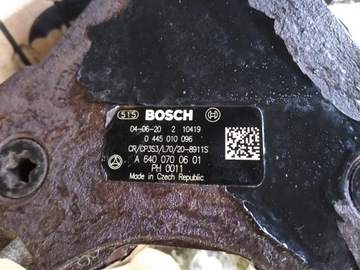 STS BOSCH
04-06-20 2 10419
0 445 010 096
CR/CP3S3/L70/20-8911S
A 640 070 06 01
PH 0011
Made in Czech Republic